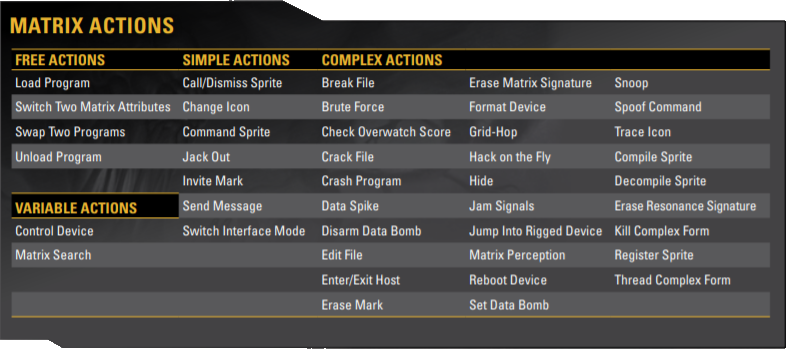 MATRIX ACTIONS
FREE ACTIONS SIMPLE ACTIONS COMPLEX ACTIONS
Load Program Call/Dismiss Sprite Break File Erase Matrix Signature Snoop
Switch Two Matrix Attributes Change Icon Brute Force Format Device Spoof Command
Swap Two Programs Command Sprite Check Overwatch Score Grid-Hop Trace Icon
Unload Program Jack Out Crack File Hack on the Fly Compile Sprite
Invite Mark Crash Program Hide Decompile Sprite
VARIABLE ACTIONS Send Message Data Spike Jam Signals Erase Resonance Signature
Control Device Switch Interface Mode Disarm Data Bomb Jump Into Rigged Device Kill Complex Form
Matrix Search Edit File Matrix Perception Register Sprite
Enter/Exit Host Reboot Device Thread Complex Form
Erase Mark Set Data Bomb